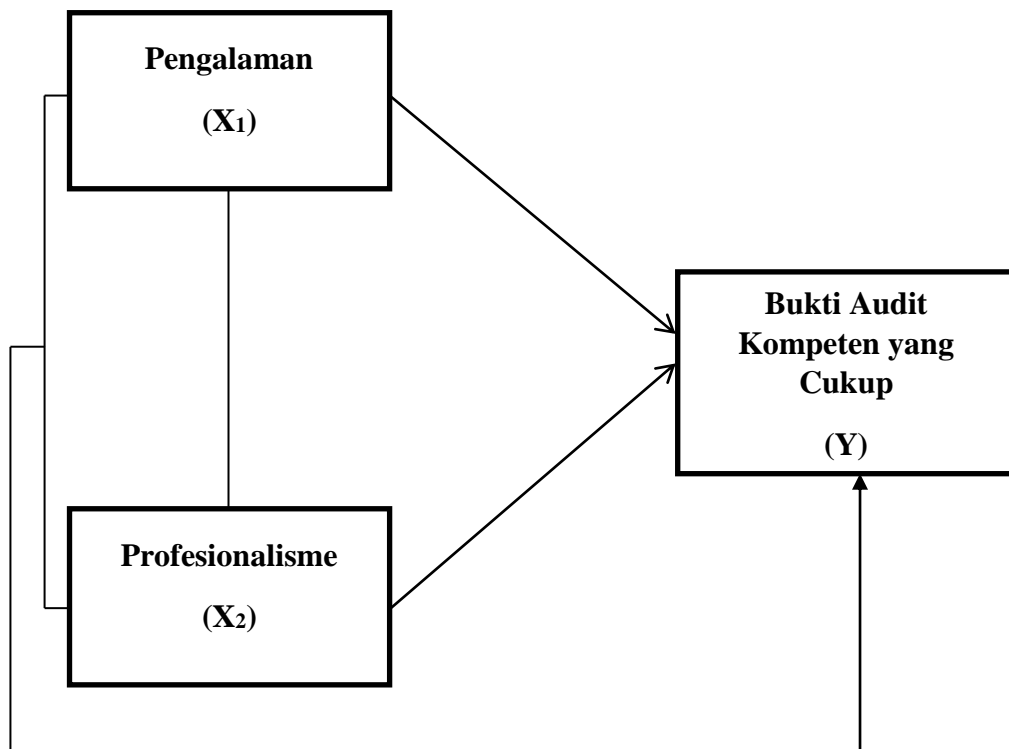 Pengalaman
(X₁)
Bukti Audit
Kompeten yang
Cukup
(Y)
Profesionalisme
(X₂)